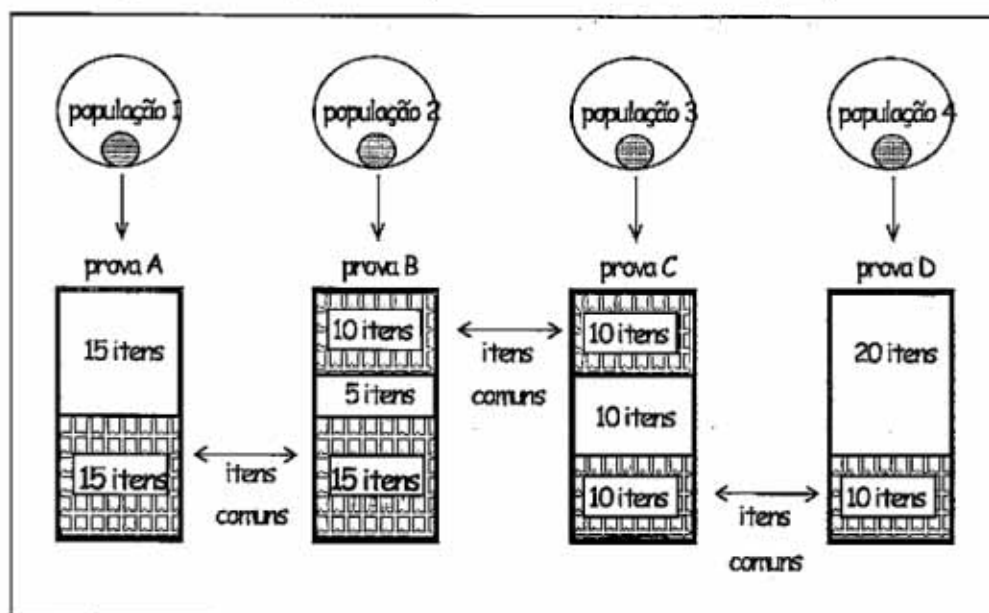 população 1
população 2
população 3
população 4
prova A
prova B
prova C
prova D
15 itens
15 itens
itens
comuns
10 itens
5 itens
15 itens
itens
comuns
10 itens
10 itens
10 itens
itens
comuns
20 itens
10 itens